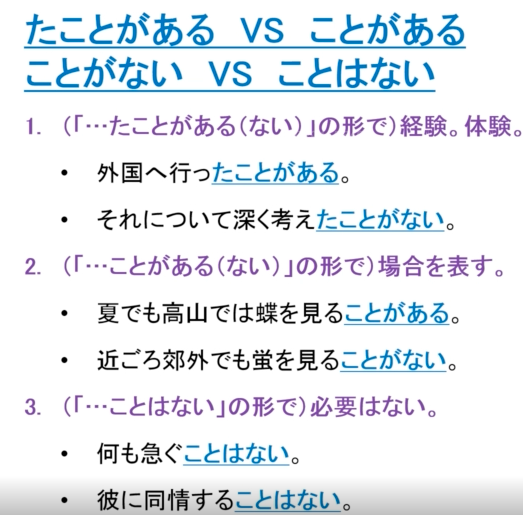 たことがある　VS　ことがある
ことがない　VS　ことはない
1.　（「…たことがある（ない）」の形で）経験。体験。
•　外国へ行ったことがある。
•　それについて深く考えたことがない。
2.　（「…ことがある（ない）」の形で）場合を表す。
•　夏でも高山では蝶を見ることがある。
•　近ごろ郊外でも蛍を見ることがない。
3.　（「…ことはない」の形で）必要はない。
•　何も急ぐことはない。
•　彼に同情することはない。